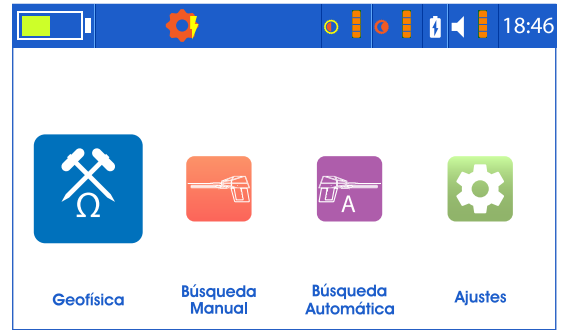 18:46
Ω
A
Geofísica
Búsqueda
Manual
Búsqueda
Automática
Ajustes